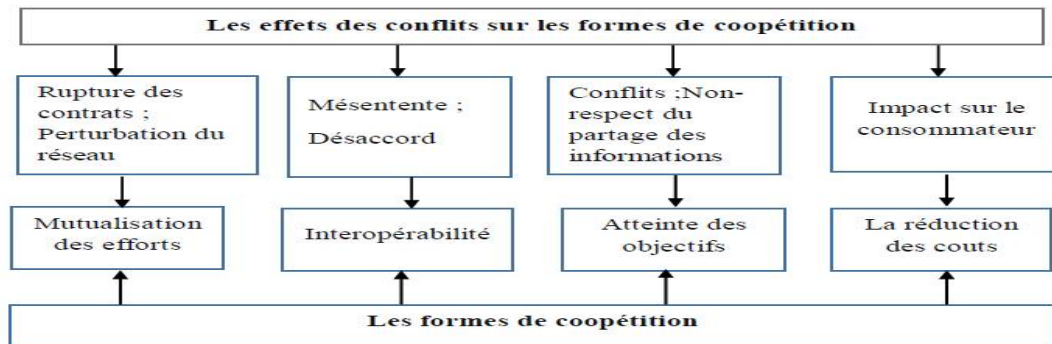 Les effets des conflits sur les formes de coopétition
Rupture des
contrats ;
Perturbation du
réseau
Mésentente ;
Désaccord
Conflits ;Non-
respect du
partage des
informations
Impact sur le
consommateur
Mutualisation
des efforts
Interopérabilité
Atteinte des
objectifs
La réduction
des couts
Les formes de coopétition